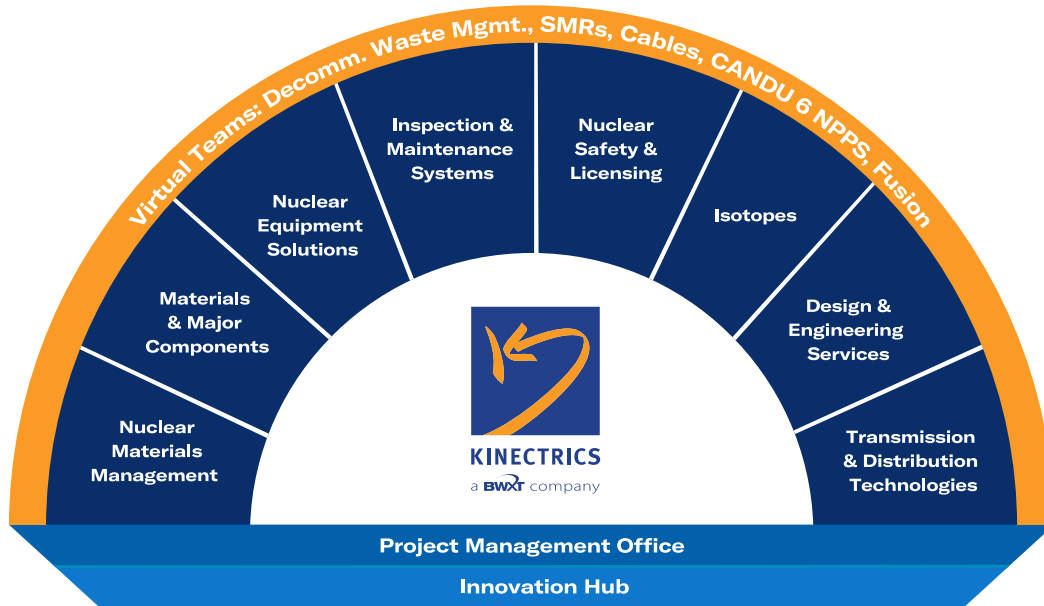 Virtual Teams: Decomm. Waste Mgmt., SMRs, Cables, CANDU 6 NPPS, Fusion
Nuclear
Materials
Management
Materials
& Major
Components
Nuclear
Equipment
Solutions
Inspection &
Maintenance
Systems
Nuclear
Safety &
Licensing
Isotopes
Design &
Engineering
Services
Transmission
& Distribution
Technologies
KINECTRICS
a BWXT company
Project Management Office
Innovation Hub